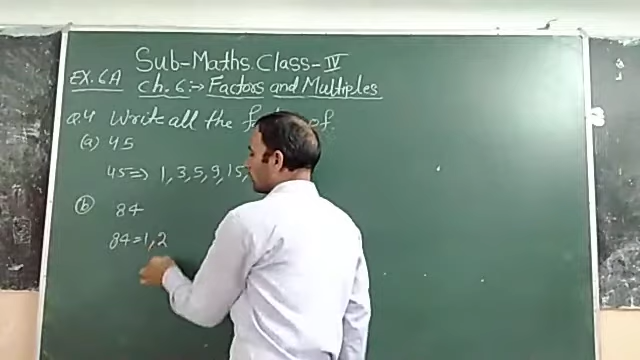 Sub-Maths. Class-IV
EX. 6A Ch. 6:→ Factors and Multiples
Q.4 Write all the of.
(a) 45
45⇒ 1, 3, 5, 9, 15,
(b) 84
84=1,2